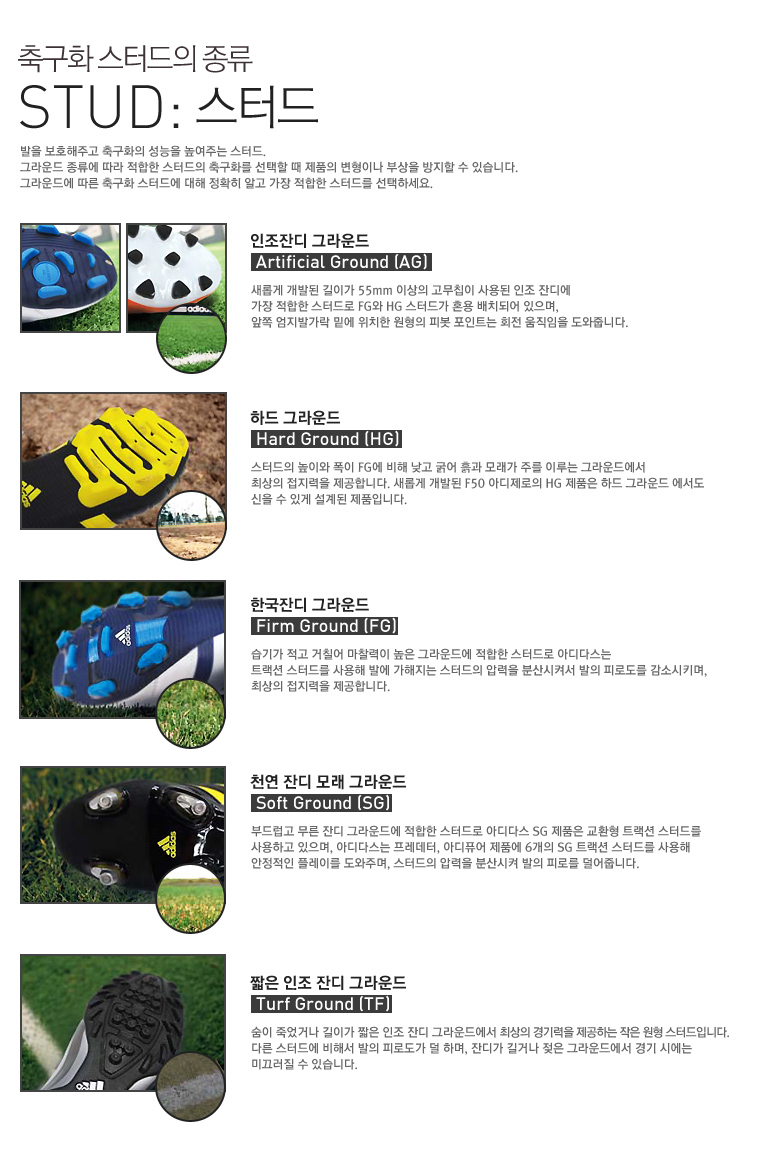 축구화 스터드의 종류
STUD: 스터드
발을 보호해주고 축구화의 성능을 높여주는 스터드.
그라운드 종류에 따라 적합한 스터드의 축구화를 선택할 때 제품의 변형이나 부상을 방지할 수 있습니다.
그라운드에 따른 축구화 스터드에 대해 정확히 알고 가장 적합한 스터드를 선택하세요.
인조잔디 그라운드
Artificial Ground (AG)
새롭게 개발된 길이가 55mm 이상의 고무칩이 사용된 인조 잔디에
가장 적합한 스터드로 FG와 HG 스터드가 혼용 배치되어 있으며,
앞쪽 엄지발가락 밑에 위치한 원형의 피봇 포인트는 회전 움직임을 도와줍니다.
adidas
하드 그라운드
Hard Ground (HG)
스터드의 높이와 폭이 FG에 비해 낮고 굵어 흙과 모래가 주를 이루는 그라운드에서
최상의 접지력을 제공합니다. 새롭게 개발된 F50 아디제로의 HG 제품은 하드 그라운드 에서도
신을 수 있게 설계된 제품입니다.
adidas
한국잔디 그라운드
Firm Ground (FG)
습기가 적고 거칠어 마찰력이 높은 그라운드에 적합한 스터드로 아디다스는
트랙션 스터드를 사용해 발에 가해지는 스터드의 압력을 분산시켜서 발의 피로도를 감소시키며,
최상의 접지력을 제공합니다.
adidas
천연 잔디 모래 그라운드
Soft Ground (SG)
부드럽고 무른 잔디 그라운드에 적합한 스터드로 아디다스 SG 제품은 교환형 트랙션 스터드를
사용하고 있으며, 아디다스는 프레데터, 아디퓨어 제품에 6개의 SG 트랙션 스터드를 사용해
안정적인 플레이를 도와주며, 스터드의 압력을 분산시켜 발의 피로를 덜어줍니다.
adidas
짧은 인조 잔디 그라운드
Turf Ground (TF)
숨이 죽었거나 길이가 짧은 인조 잔디 그라운드에서 최상의 경기력을 제공하는 작은 원형 스터드입니다.
다른 스터드에 비해서 발의 피로도가 덜 하며, 잔디가 길거나 젖은 그라운드에서 경기 시에는
미끄러질 수 있습니다.